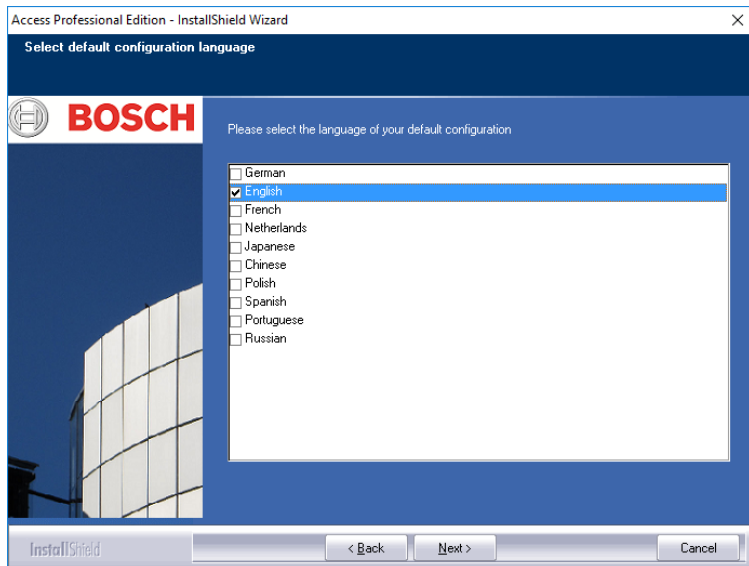 Access Professional Edition - InstallShield Wizard
Select default configuration language
BOSCH
Please select the language of your default configuration
German
English
French
Netherlands
Japanese
Chinese
Polish
Spanish
Portuguese
Russian
InstallShield
< Back
Next >
Cancel